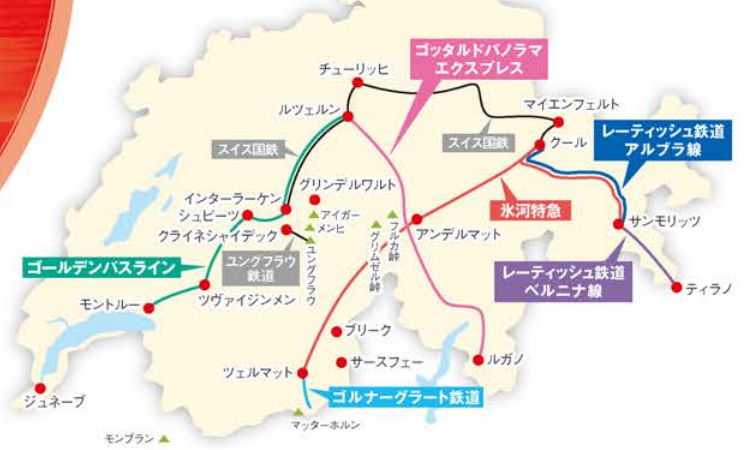 ゴッタルドパノラマ
エクスプレス
チューリッヒ
マイエンフェルト
ルツェルン
スイス国鉄
スイス国鉄
クール
レーティッシュ鉄道
アルブラ線
グリンデルワルト
インターラーケン
シュピーツ
アイガー
メンヒ
ユングフラウ
クライネシャイデック
氷河特急
サンモリッツ
アンデルマット
フルカ峠
グリムゼル峠
ゴールデンパスライン
ユングフラウ
鉄道
レーティッシュ鉄道
ベルニナ線
ティラノ
モントルー
ツヴァイジンメン
ブリーク
サースフェー
ルガノ
ツェルマット
ゴルナーグラート鉄道
ジュネーブ
マッターホルン
モンブラン